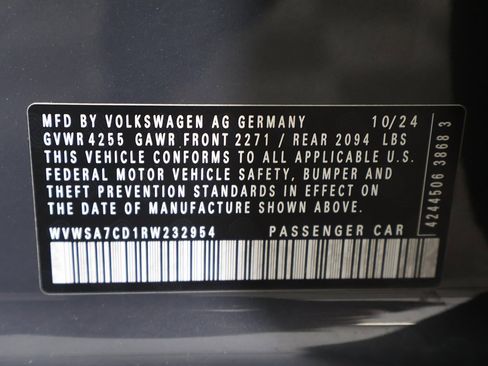 MFD BY VOLKSWAGEN AG GERMANY 10/24
GVWR 4255 GAWR FRONT 2271 / REAR 2094 LBS
THIS VEHICLE CONFORMS TO ALL APPLICABLE U.S.
FEDERAL MOTOR VEHICLE SAFETY, BUMPER AND
THEFT PREVENTION STANDARDS IN EFFECT ON
THE DATE OF MANUFACTURE SHOWN ABOVE.
WVWSA7CD1RW232954 PASSENGER CAR
4244506 3868 3